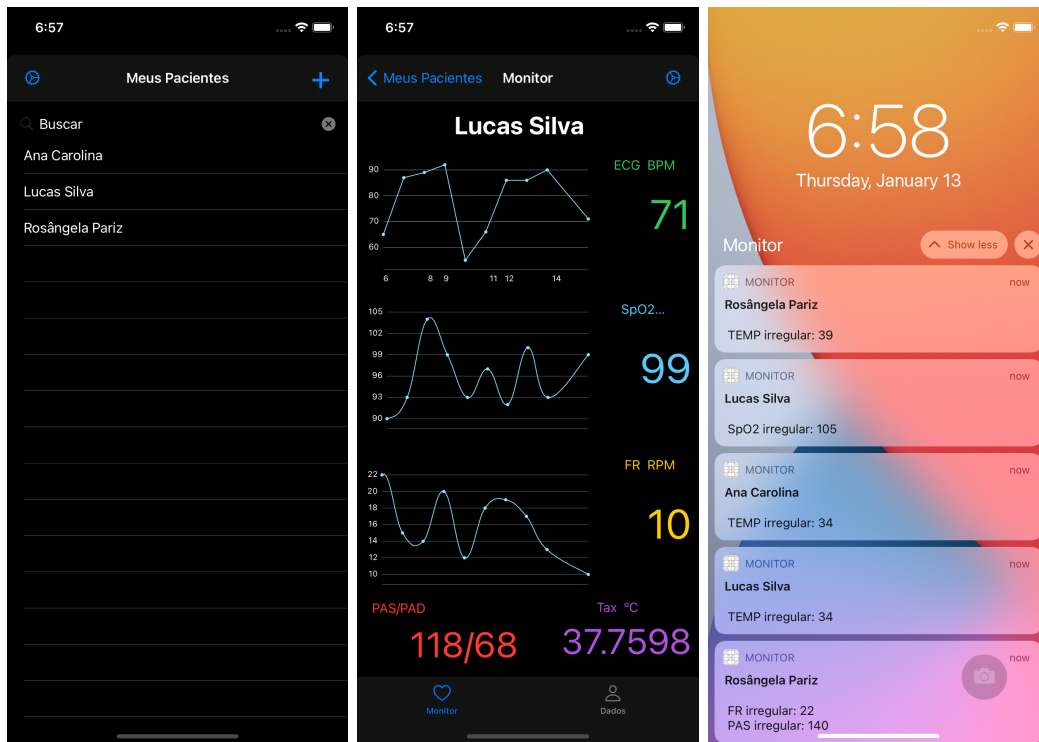 6:57
Meus Pacientes
Buscar
Ana Carolina
Lucas Silva
Rosângela Pariz
6:57
Meus Pacientes Monitor
Lucas Silva
ECG BPM
71
90
80
70
60
6 8 9 11 12 14
SpO2...
99
105
102
99
96
93
90
FR RPM
10
22
20
18
16
14
12
10
PAS/PAD
118/68
Tax ºC
37.7598
Monitor
Dados
6:58
Thursday, January 13
Monitor
Show less
MONITOR now
Rosângela Pariz
TEMP irregular: 39
MONITOR now
Lucas Silva
SpO2 irregular: 105
MONITOR now
Ana Carolina
TEMP irregular: 34
MONITOR now
Lucas Silva
TEMP irregular: 34
MONITOR now
Rosângela Pariz
FR irregular: 22
PAS irregular: 140